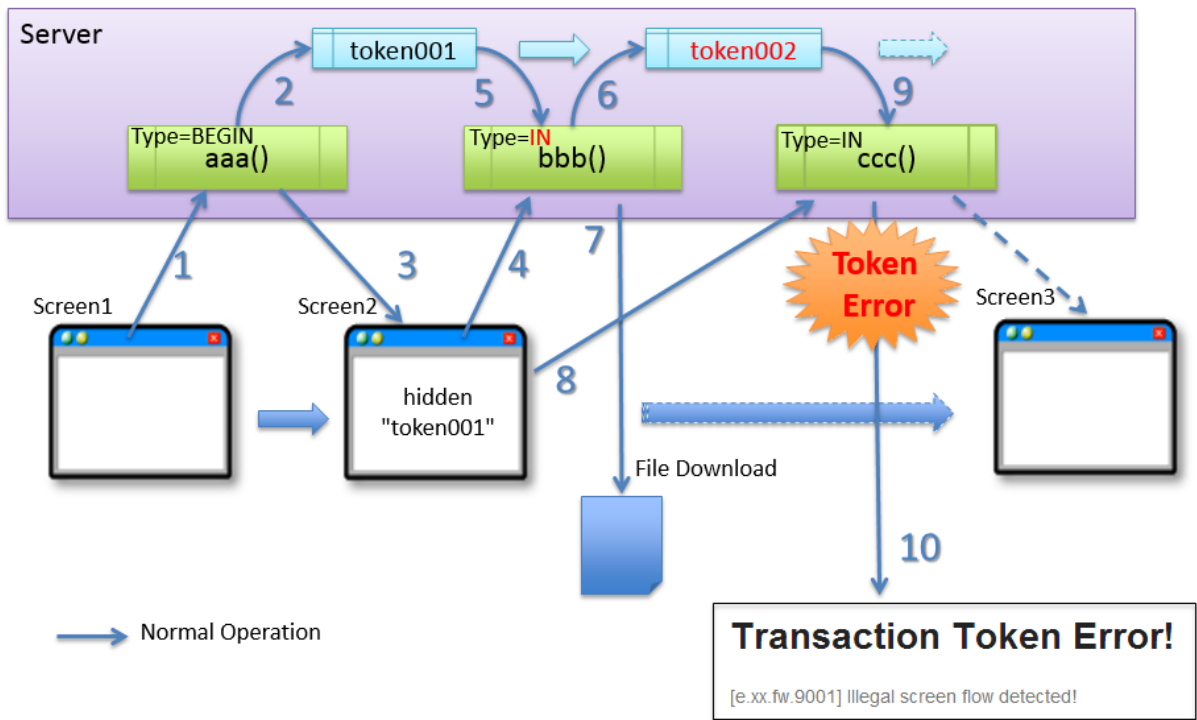 Server
token001
token002
2
5
6
9
Type=BEGIN
aaa()
Type=IN
bbb()
Type=IN
ccc()
1
3
4
7
8
Token
Error
Screen1
Screen2
Screen3
hidden
"token001"
File Download
10
Normal Operation
Transaction Token Error!
[e.xx.fw.9001] Illegal screen flow detected!